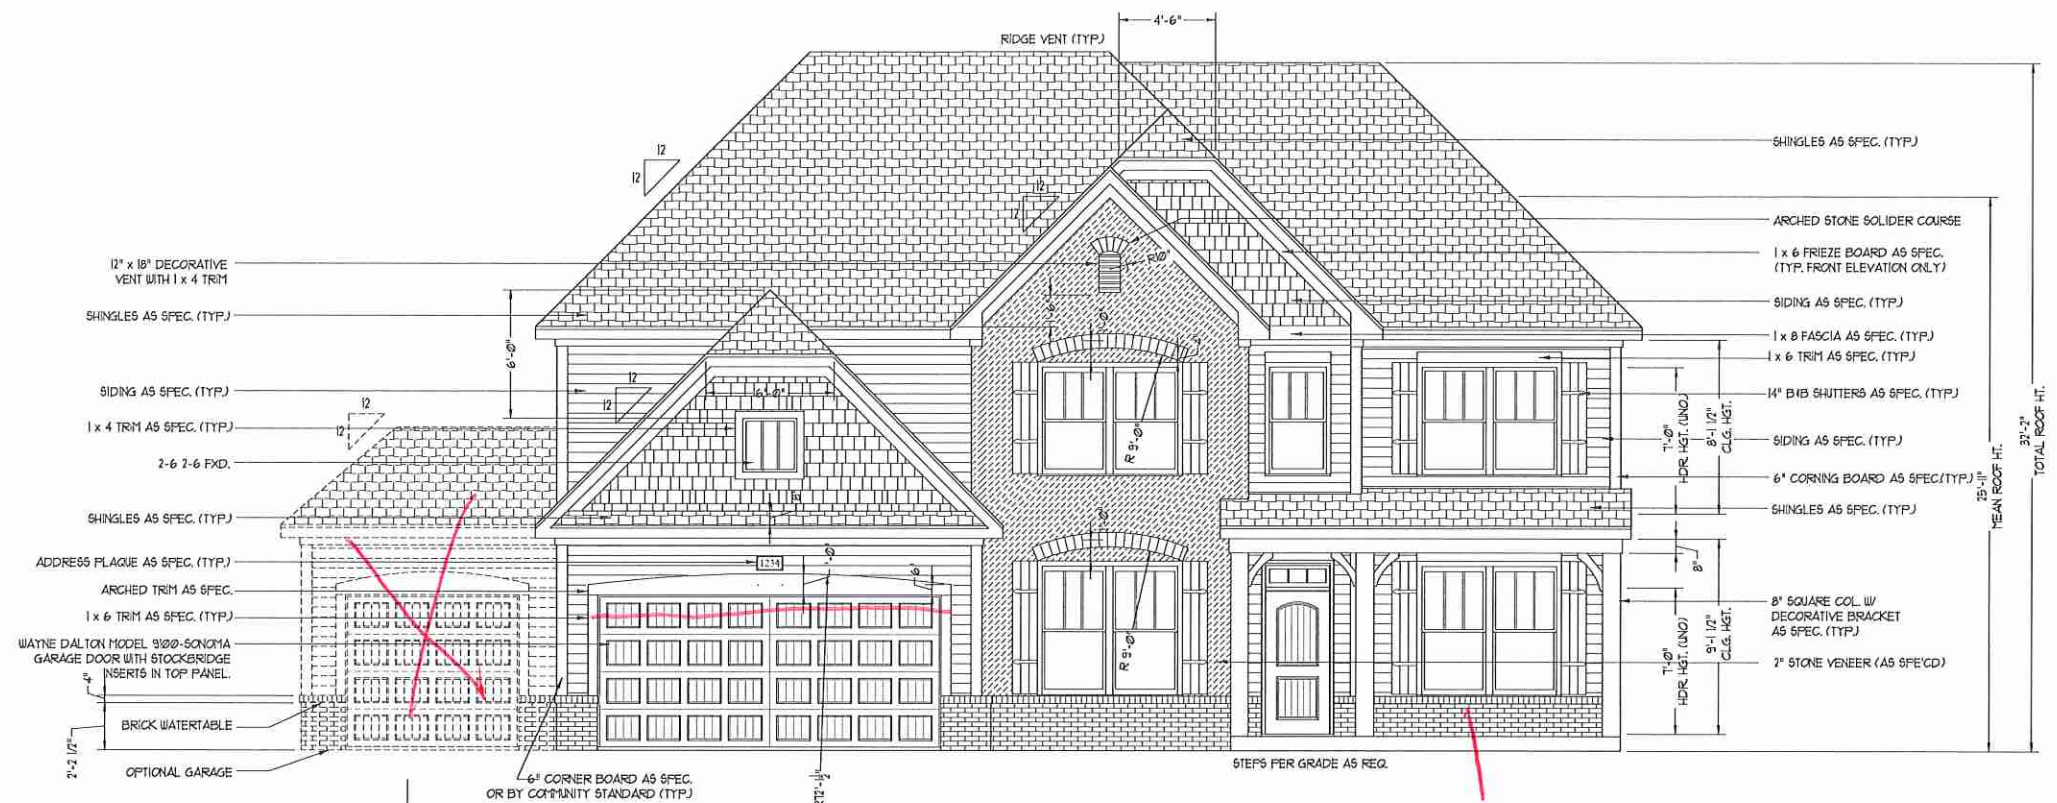 4'-6"
RIDGE VENT (TYP.)
12
12
12
12
12
12
12
12
12" x 18" DECORATIVE
VENT WITH 1 x 4 TRIM
SHINGLES AS SPEC. (TYP.)
SIDING AS SPEC. (TYP.)
1 x 4 TRIM AS SPEC. (TYP.)
2-6 2-6 FXD.
SHINGLES AS SPEC. (TYP.)
ADDRESS PLAQUE AS SPEC. (TYP.)
ARCHED TRIM AS SPEC.
1 x 6 TRIM AS SPEC. (TYP.)
WAYNE DALTON MODEL 9100-SONOMA
GARAGE DOOR WITH STOCKBRIDGE
INSERTS IN TOP PANEL.
4"
BRICK WATERTABLE
2'-2 1/2"
OPTIONAL GARAGE
6'-0"
6'-0"
1234
6" CORNER BOARD AS SPEC.
OR BY COMMUNITY STANDARD (TYP.)
R10"
R 9'-0"
R 9'-0"
STEPS PER GRADE AS REQ.
SHINGLES AS SPEC. (TYP.)
ARCHED STONE SOLIDER COURSE
1 x 6 FRIEZE BOARD AS SPEC.
(TYP. FRONT ELEVATION ONLY)
SIDING AS SPEC. (TYP.)
1 x 8 FASCIA AS SPEC. (TYP.)
1 x 6 TRIM AS SPEC. (TYP.)
14" B&B SHUTTERS AS SPEC. (TYP.)
SIDING AS SPEC. (TYP.)
6" CORNING BOARD AS SPEC.(TYP.)
SHINGLES AS SPEC. (TYP.)
8" SQUARE COL. W/
DECORATIVE BRACKET
AS SPEC. (TYP.)
2" STONE VENEER (AS SPE'CD)
7'-0"
HDR. HGT. (UNO)
8'-1 1/2"
CLG. HGT.
8"
7'-0"
HDR. HGT. (UNO)
9'-1 1/2"
CLG. HGT.
25'-11"
MEAN ROOF HT.
32'-2"
TOTAL ROOF HT.